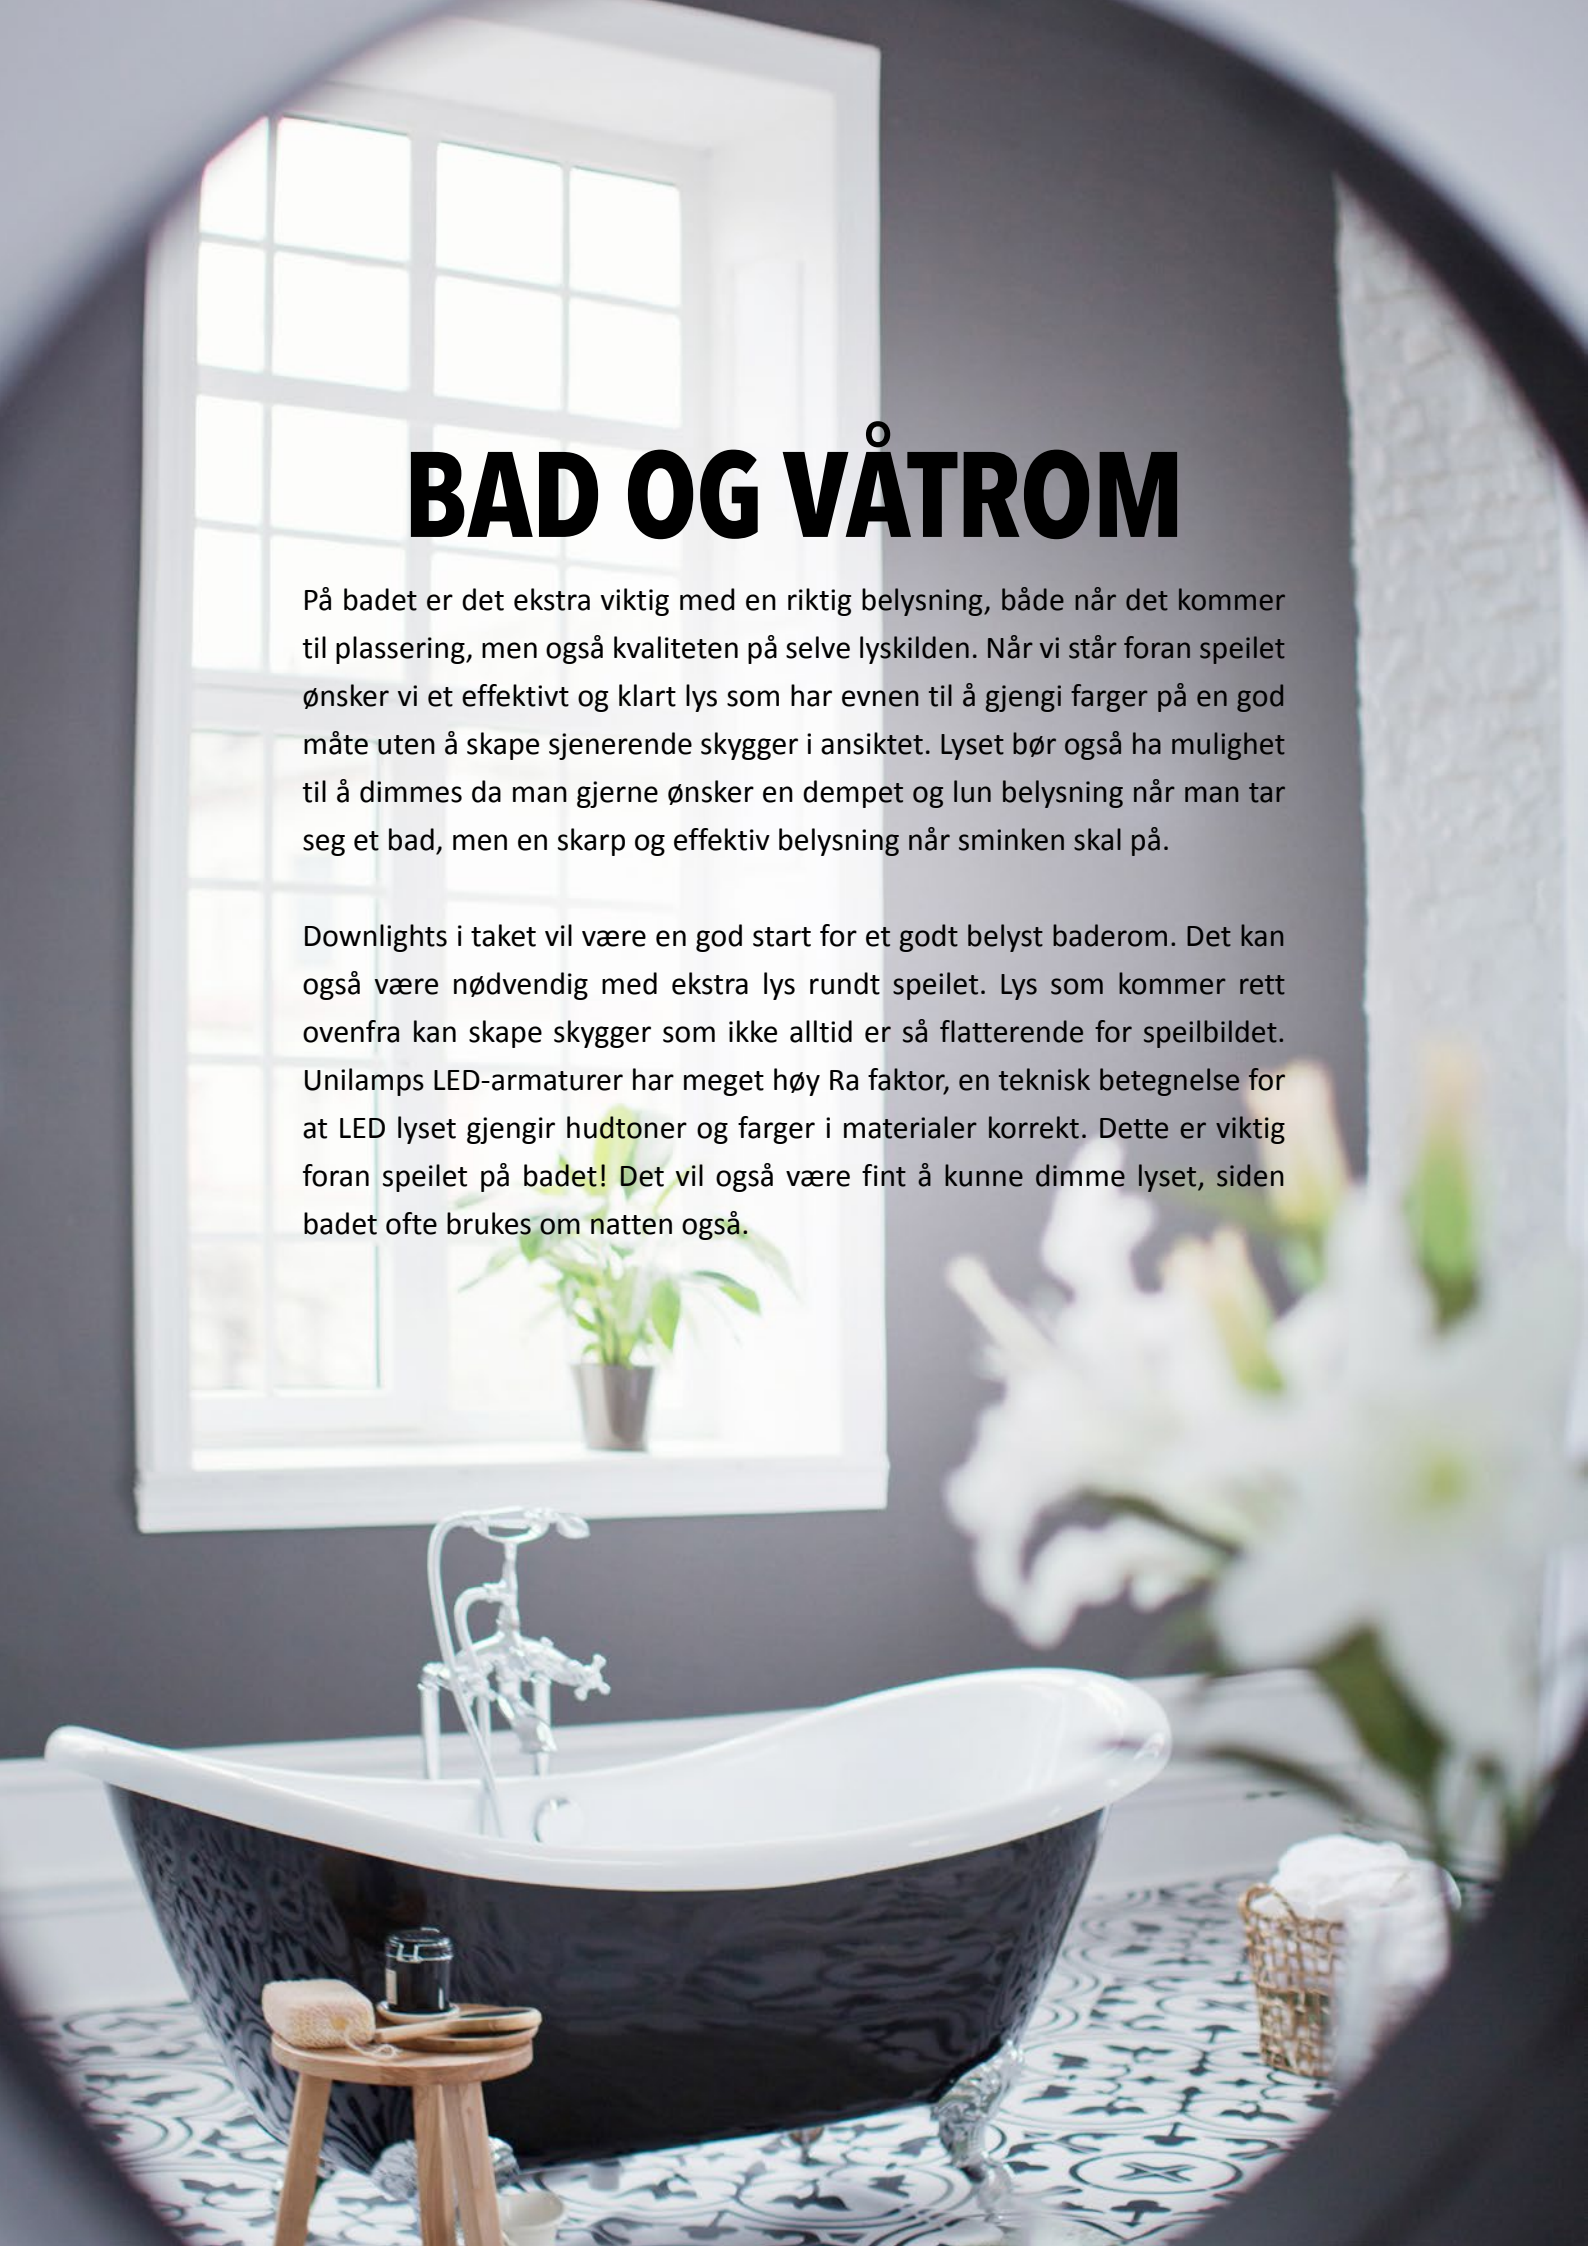 BAD OG VÅTROM
På badet er det ekstra viktig med en riktig belysning, både når det kommer
til plassering, men også kvaliteten på selve lyskilden. Når vi står foran speilet
ønsker vi et effektivt og klart lys som har evnen til å gjengi farger på en god
måte uten å skape sjenerende skygger i ansiktet. Lyset bør også ha mulighet
til å dimmes da man gjerne ønsker en dempet og lun belysning når man tar
seg et bad, men en skarp og effektiv belysning når sminken skal på.
Downlights i taket vil være en god start for et godt belyst baderom. Det kan
også være nødvendig med ekstra lys rundt speilet. Lys som kommer rett
ovenfra kan skape skygger som ikke alltid er så flatterende for speilbildet.
Unilamps LED-armaturer har meget høy Ra faktor, en teknisk betegnelse for
at LED lyset gjengir hudtoner og farger i materialer korrekt. Dette er viktig
foran speilet på badet! Det vil også være fint å kunne dimme lyset, siden
badet ofte brukes om natten også.